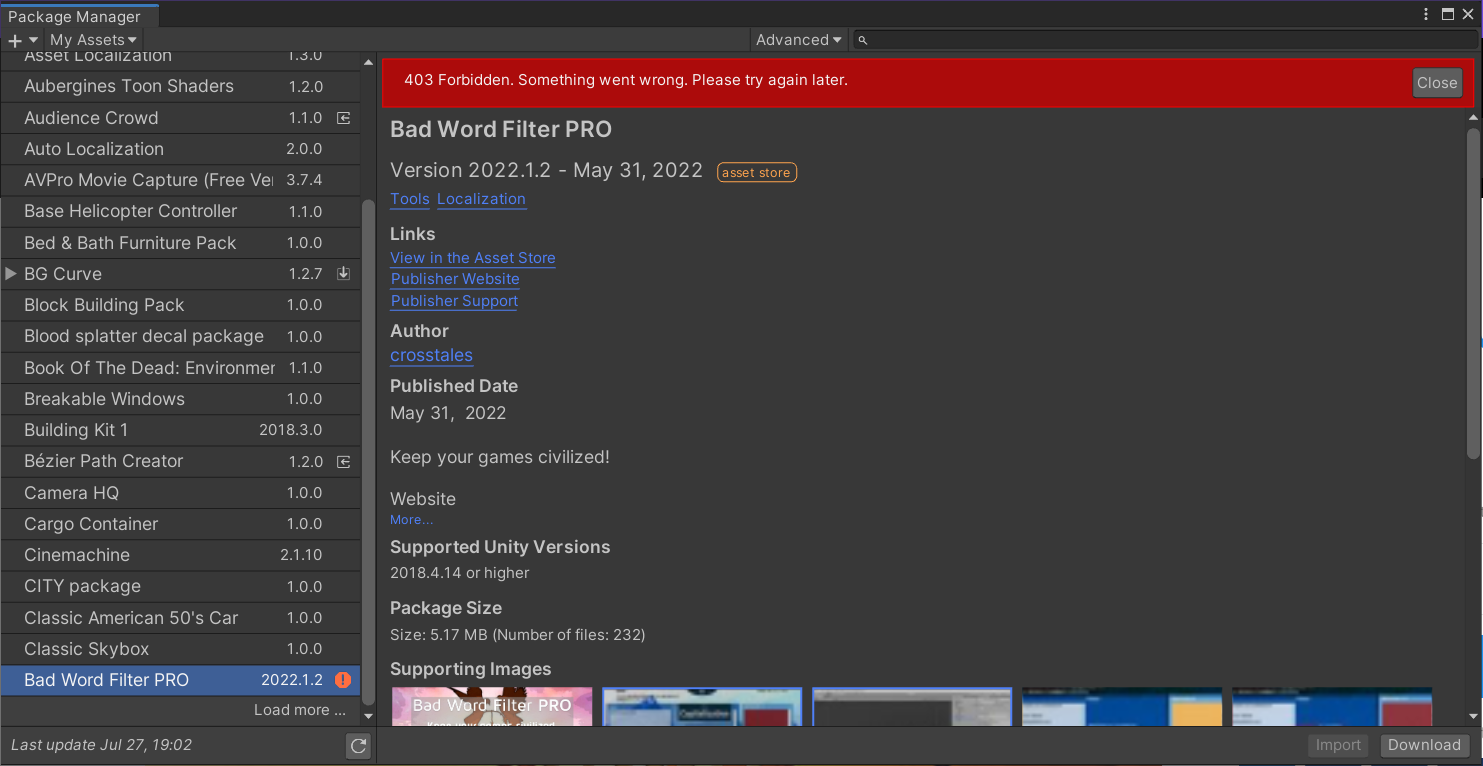 Package Manager
My Assets
Advanced
Asset Localization 1.3.0
Aubergines Toon Shaders 1.2.0
Audience Crowd 1.1.0
Auto Localization 2.0.0
AVPro Movie Capture (Free Ve 3.7.4
Base Helicopter Controller 1.1.0
Bed & Bath Furniture Pack 1.0.0
BG Curve 1.2.7
Block Building Pack 1.0.0
Blood splatter decal package 1.0.0
Book Of The Dead: Environmer 1.1.0
Breakable Windows 1.0.0
Building Kit 1 2018.3.0
Bézier Path Creator 1.2.0
Camera HQ 1.0.0
Cargo Container 1.0.0
Cinemachine 2.1.10
CITY package 1.0.0
Classic American 50's Car 1.0.0
Classic Skybox 1.0.0
Bad Word Filter PRO 2022.1.2
Load more ...
Last update Jul 27, 19:02
403 Forbidden. Something went wrong. Please try again later.
Close
Bad Word Filter PRO
Version 2022.1.2 - May 31, 2022 asset store
Tools Localization
Links
View in the Asset Store
Publisher Website
Publisher Support
Author
crosstales
Published Date
May 31, 2022
Keep your games civilized!
Website
More...
Supported Unity Versions
2018.4.14 or higher
Package Size
Size: 5.17 MB (Number of files: 232)
Supporting Images
Bad Word Filter PRO
Import Download